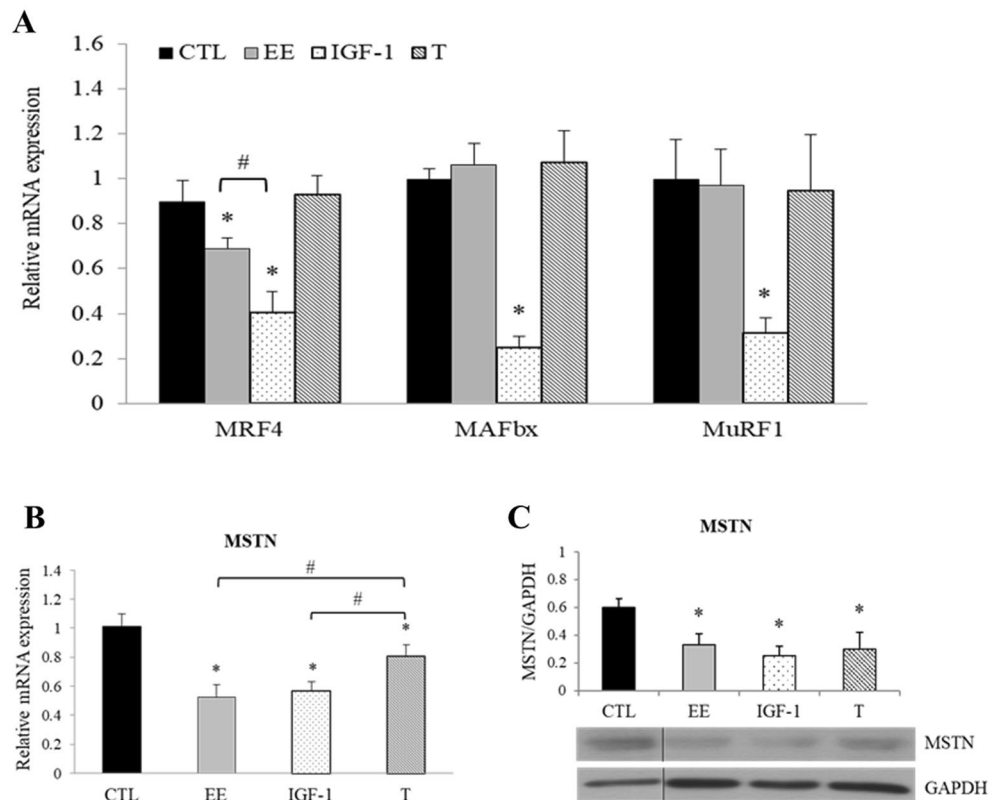 A
1.6
CTL EE IGF-1 T
1.4
1.2
1
0.8
0.6
0.4
0.2
0
Relative mRNA expression
#
*
*
*
*
MRF4 MAFbx MuRF1
B
MSTN
1.4
1.2
1
0.8
0.6
0.4
0.2
0
Relative mRNA expression
#
#
*
*
*
CTL EE IGF-1 T
C
MSTN
1
0.8
0.6
0.4
0.2
0
MSTN/GAPDH
*
*
*
CTL EE IGF-1 T
MSTN
GAPDH